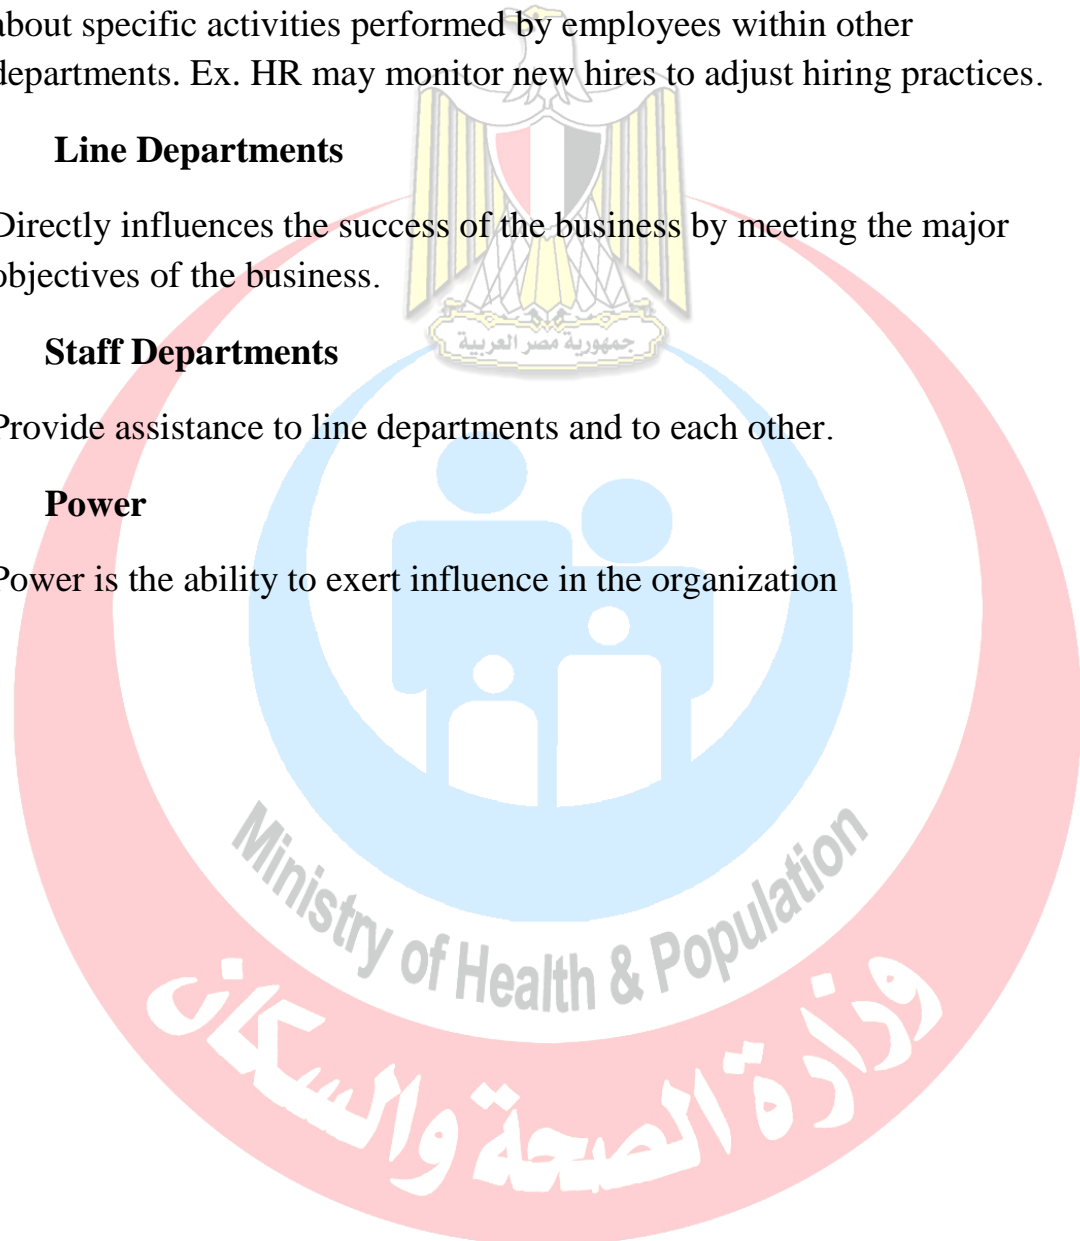 about specific activities performed by employees within other
departments. Ex. HR may monitor new hires to adjust hiring practices.
Line Departments
Directly influences the success of the business by meeting the major
objectives of the business.
جمهورية مصر العربية
Staff Departments
Provide assistance to line departments and to each other.
Power
Power is the ability to exert influence in the organization
Ministry of Health & Population
وزارة الصحة والسكان